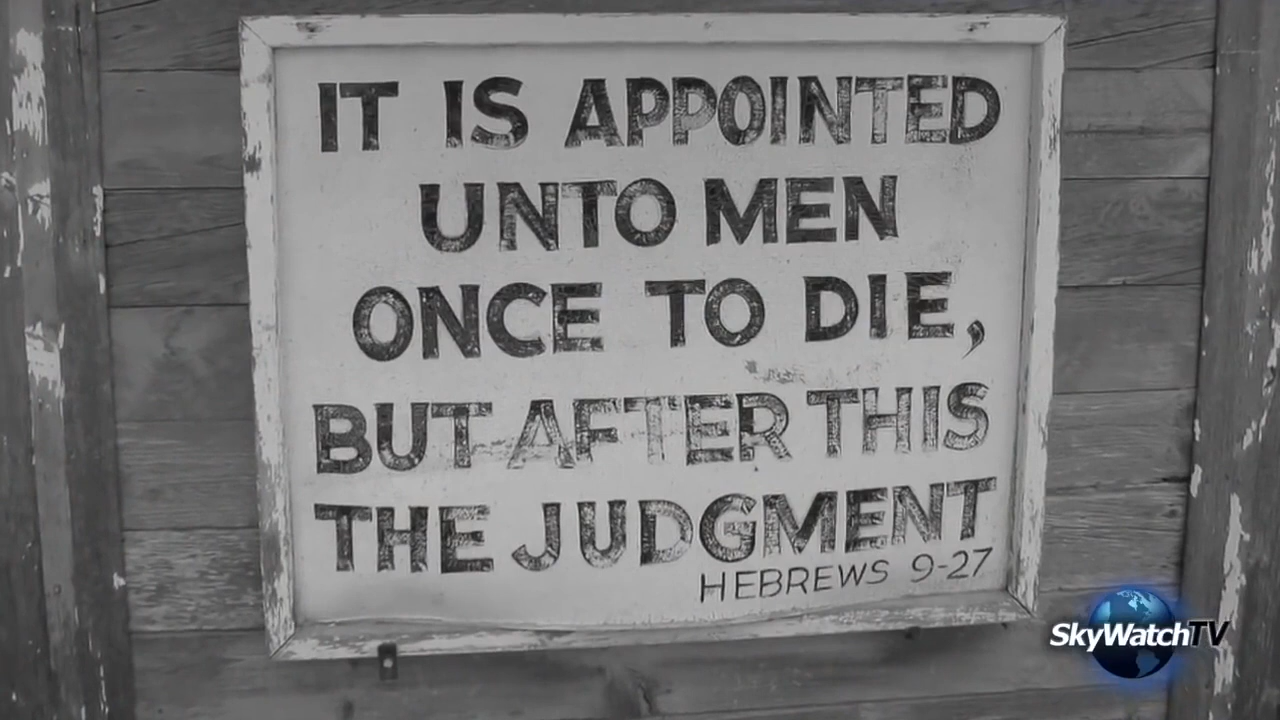 IT IS APPOINTED
UNTO MEN
ONCE TO DIE,
BUT AFTER THIS
THE JUDGMENT
HEBREWS 9-27
SkyWatchTV